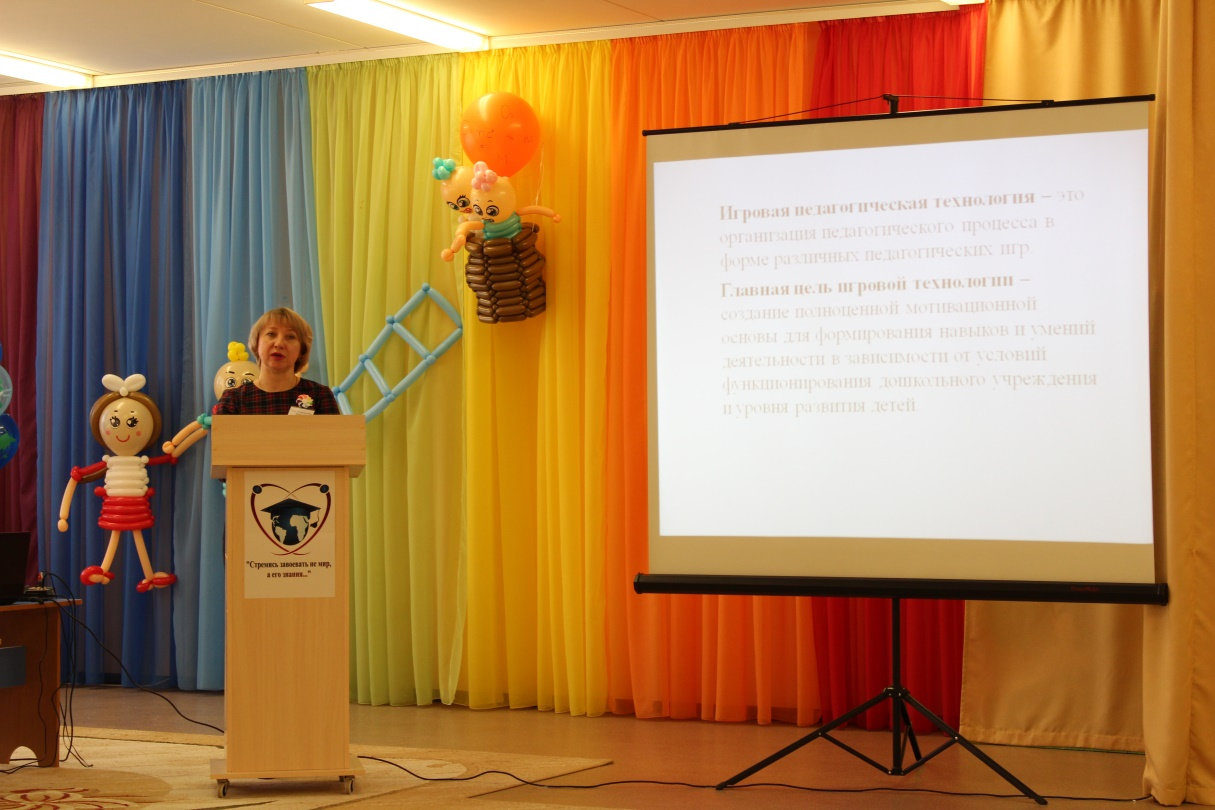 Игровая педагогическая технология – это
организация педагогического процесса в
форме различных педагогических игр
Главная цель игровой технологии –
создание полноценной мотивационной
основы для формирования навыков и умений
деятельности в зависимости от условий
функционирования дошкольного учреждения
и уровня развития детей.
"Стремись завоевать не мир,
а его знания..."